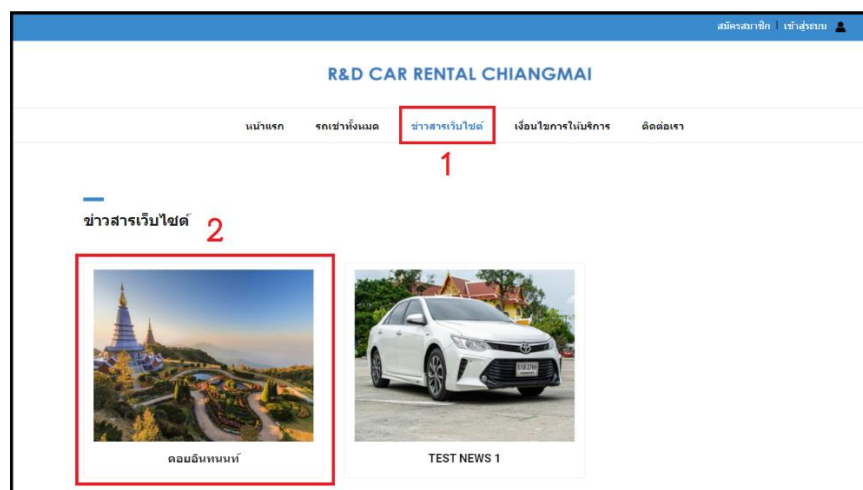 สมัครสมาชิก | เข้าสู่ระบบ
R&D CAR RENTAL CHIANGMAI
หน้าแรก รถเช่าทั้งหมด ข่าวสารเว็บไซต์ เงื่อนไขการให้บริการ ติดต่อเรา
1
ข่าวสารเว็บไซต์ 2
ดอยอินทนนท์ TEST NEWS 1